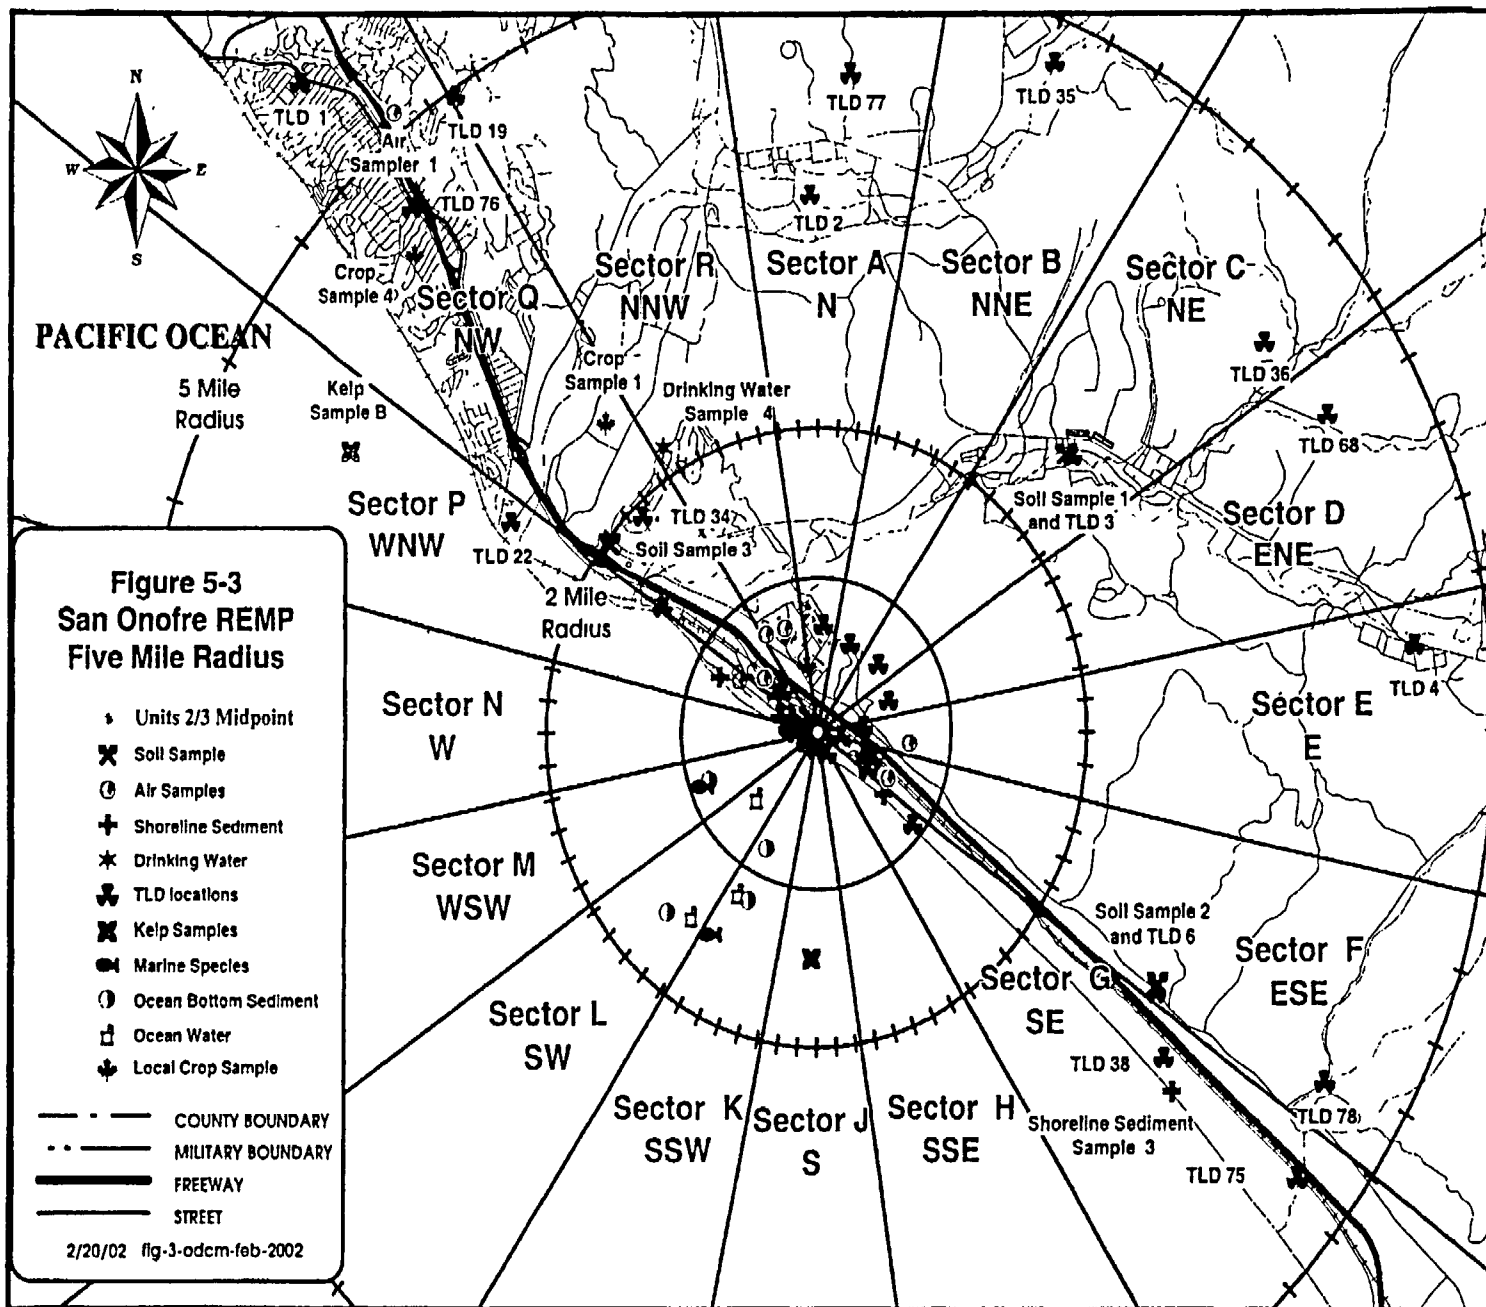 N
W
E
S
TLD 1
Air
Sampler 1
TLD 19
TLD 76
Crop
Sample 4
TLD 77
TLD 35
TLD 2
Sector Q
NW
Sector R
NNW
Sector A
N
Sector B
NNE
Sector C
NE
PACIFIC OCEAN
5 Mile
Radius
Kelp
Sample B
Crop
Sample 1
Drinking Water
Sample 4
TLD 36
TLD 68
Sector P
WNW
TLD 22
TLD 34
Soil Sample 3
Soil Sample 1
and TLD 3
Sector D
ENE
2 Mile
Radius
TLD 4
Sector N
W
Sector E
E
Sector M
WSW
Soil Sample 2
and TLD 6
Sector F
ESE
Sector G
SE
Sector L
SW
TLD 38
Sector K
SSW
Sector J
S
Sector H
SSE
Shoreline Sediment
Sample 3
TLD 78
TLD 75
Figure 5-3
San Onofre REMP
Five Mile Radius
Units 2/3 Midpoint
Soil Sample
Air Samples
Shoreline Sediment
Drinking Water
TLD locations
Kelp Samples
Marine Species
Ocean Bottom Sediment
Ocean Water
Local Crop Sample
COUNTY BOUNDARY
MILITARY BOUNDARY
FREEWAY
STREET
2/20/02 fig-3-odcm-feb-2002